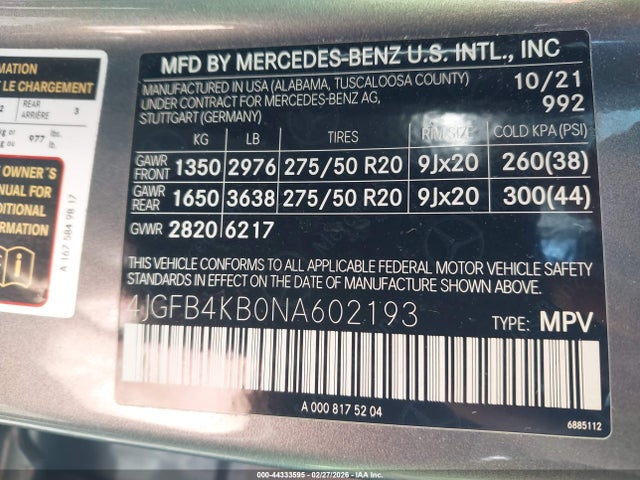 MFD BY MERCEDES-BENZ U.S. INTL., INC
MANUFACTURED IN USA (ALABAMA, TUSCALOOSA COUNTY) 10/21
UNDER CONTRACT FOR MERCEDES-BENZ AG, 992
STUTTGART (GERMANY)
KG LB TIRES RIM SIZE COLD KPA (PSI)
GAWR FRONT 1350 2976 275/50 R20 9Jx20 260(38)
GAWR REAR 1650 3638 275/50 R20 9Jx20 300(44)
GVWR 2820 6217
THIS VEHICLE CONFORMS TO ALL APPLICABLE FEDERAL MOTOR VEHICLE SAFETY
STANDARDS IN EFFECT ON THE DATE OF MANUFACTURE SHOWN ABOVE.
4JGFB4KB0NA602193 TYPE: MPV
A 000 817 52 04
6885112
LE CHARGEMENT
REAR 3
ARRIÈRE
kg or 977 lbs.
lb.
OWNER´S
FOR
INFORMATION
A 167 584 98 17
000-44333595 - 02/27/2026 - IAA Inc.